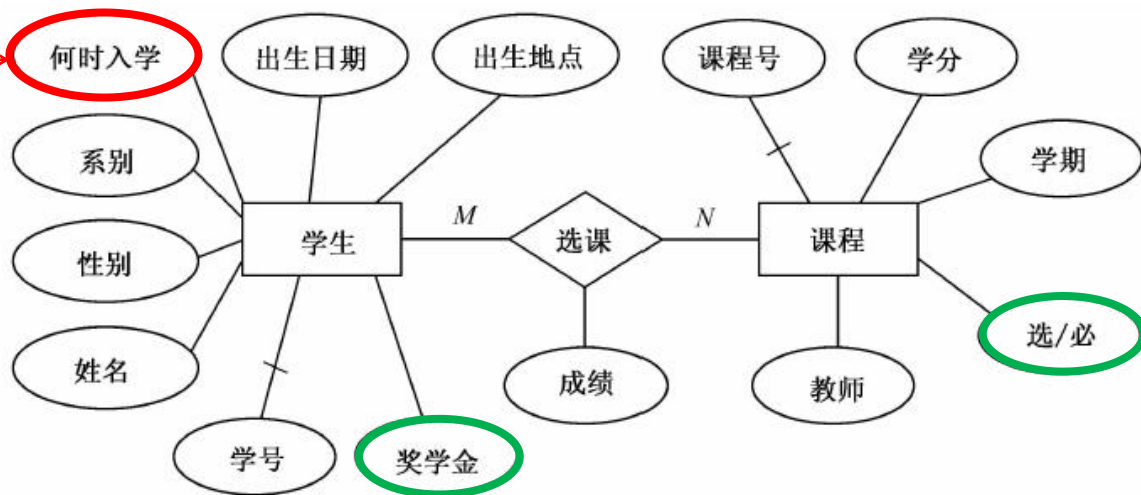 何时入学
出生日期
出生地点
课程号
学分
系别
学期
学生
M
选课
N
课程
性别
选/必
姓名
成绩
教师
学号
奖学金